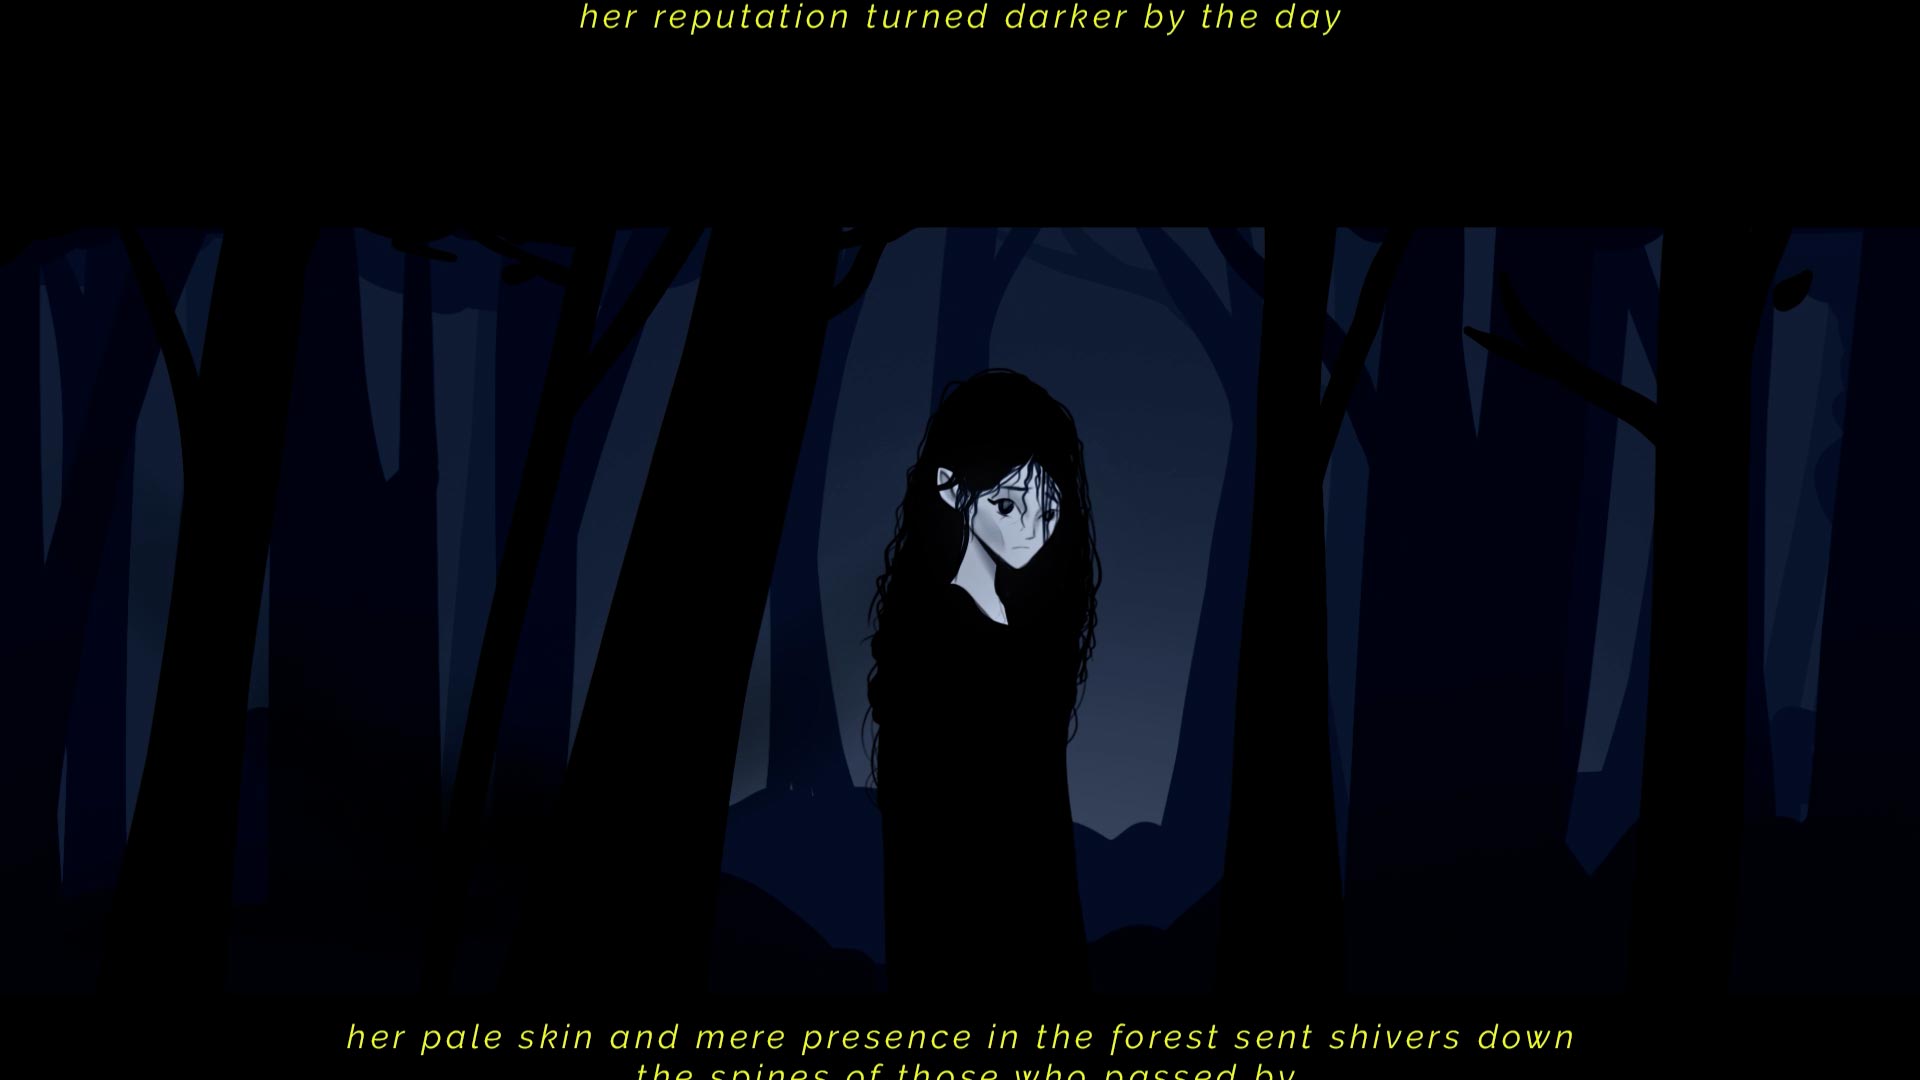 her reputation turned darker by the day
her pale skin and mere presence in the forest sent shivers down
the spines of those who passed by